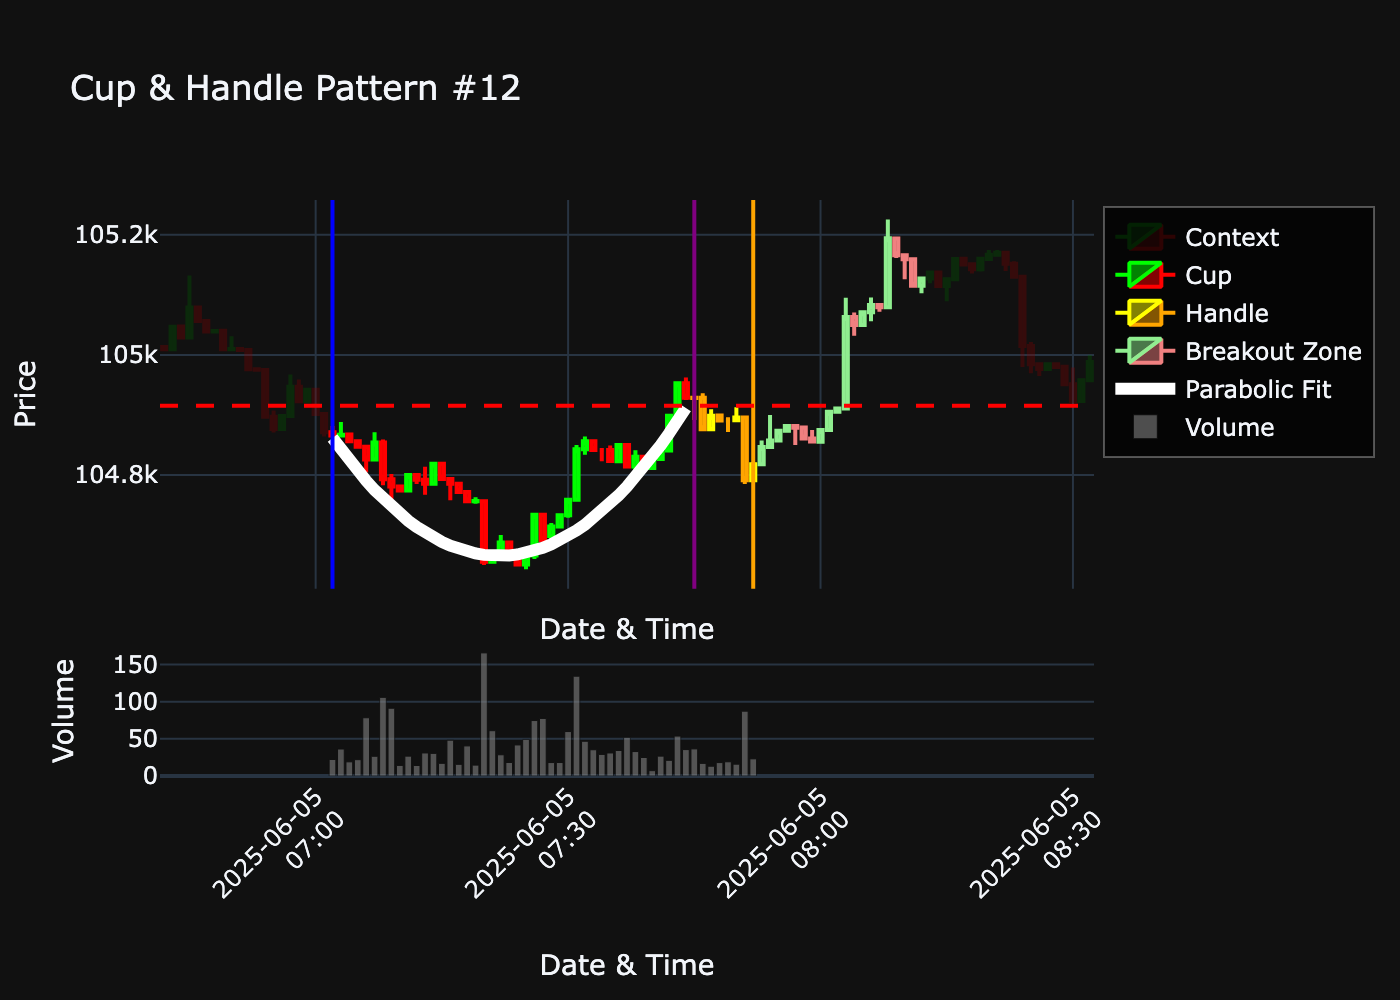 Cup & Handle Pattern #12
105.2k
105k
104.8k
Price
Context
Cup
Handle
Breakout Zone
Parabolic Fit
Volume
Date & Time
150
100
50
0
Volume
2025-06-05
07:00
2025-06-05
07:30
2025-06-05
08:00
2025-06-05
08:30
Date & Time